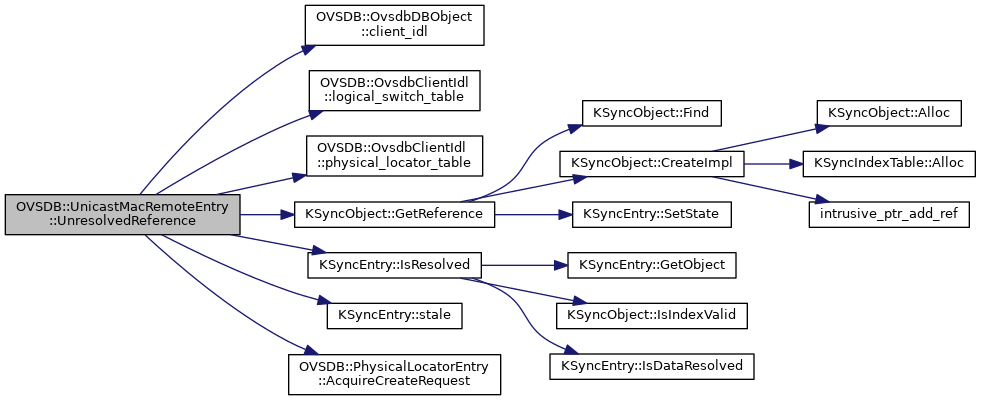 OVSDB::UnicastMacRemoteEntry
::UnresolvedReference
OVSDB::OvsdbDBObject
::client_idl
OVSDB::OvsdbClientIdl
::logical_switch_table
OVSDB::OvsdbClientIdl
::physical_locator_table
KSyncObject::GetReference
KSyncEntry::IsResolved
KSyncEntry::stale
OVSDB::PhysicalLocatorEntry
::AcquireCreateRequest
KSyncObject::Find
KSyncObject::CreateImpl
KSyncEntry::SetState
KSyncEntry::GetObject
KSyncObject::IsIndexValid
KSyncEntry::IsDataResolved
KSyncObject::Alloc
KSyncIndexTable::Alloc
intrusive_ptr_add_ref